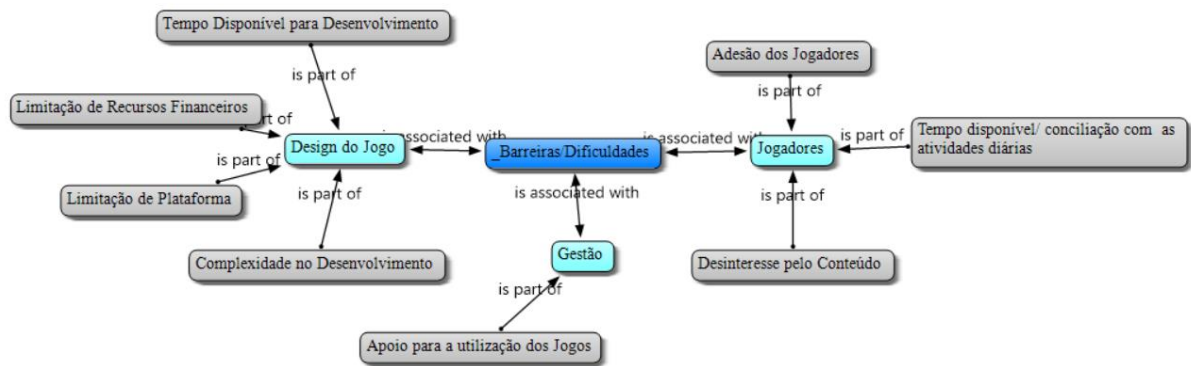 Tempo Disponível para Desenvolvimento
Adesão dos Jogadores
is part of
is part of
Limitação de Recursos Financeiros
part of
Design do Jogo
is associated with
_Barreiras/Dificuldades
is associated with
Jogadores
is part of
Tempo disponível/ conciliação com as
atividades diárias
is part of
Limitação de Plataforma
is part of
is associated with
is part of
Complexidade no Desenvolvimento
Gestão
Desinteresse pelo Conteúdo
is part of
Apoio para a utilização dos Jogos